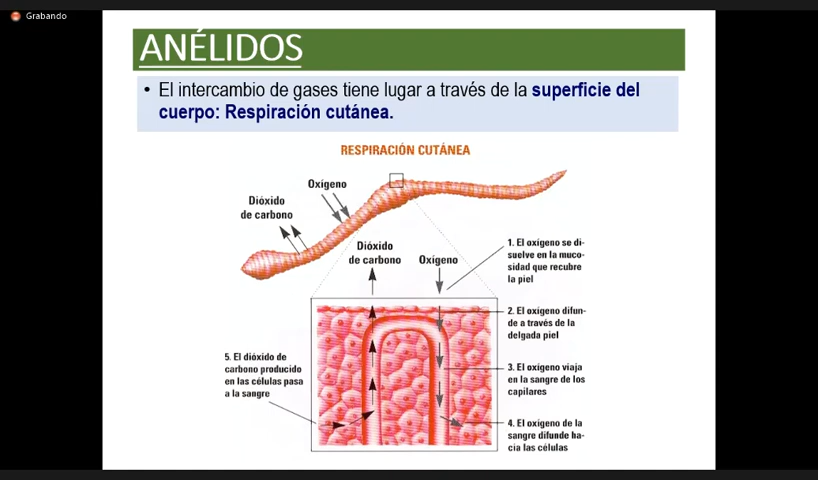 Grabando
ANÉLIDOS
• El intercambio de gases tiene lugar a través de la superficie del
cuerpo: Respiración cutánea.
RESPIRACIÓN CUTÁNEA
Oxígeno
Dióxido
de carbono
Dióxido
de carbono
Oxígeno
1. El oxígeno se di-
suelve en la muco-
sidad que recubre
la piel
2. El oxígeno difun-
de a través de la
delgada piel
3. El oxígeno viaja
en la sangre de los
capilares
4. El oxígeno de la
sangre difunde ha-
cia las células
5. El dióxido de
carbono producido
en las células pasa
a la sangre